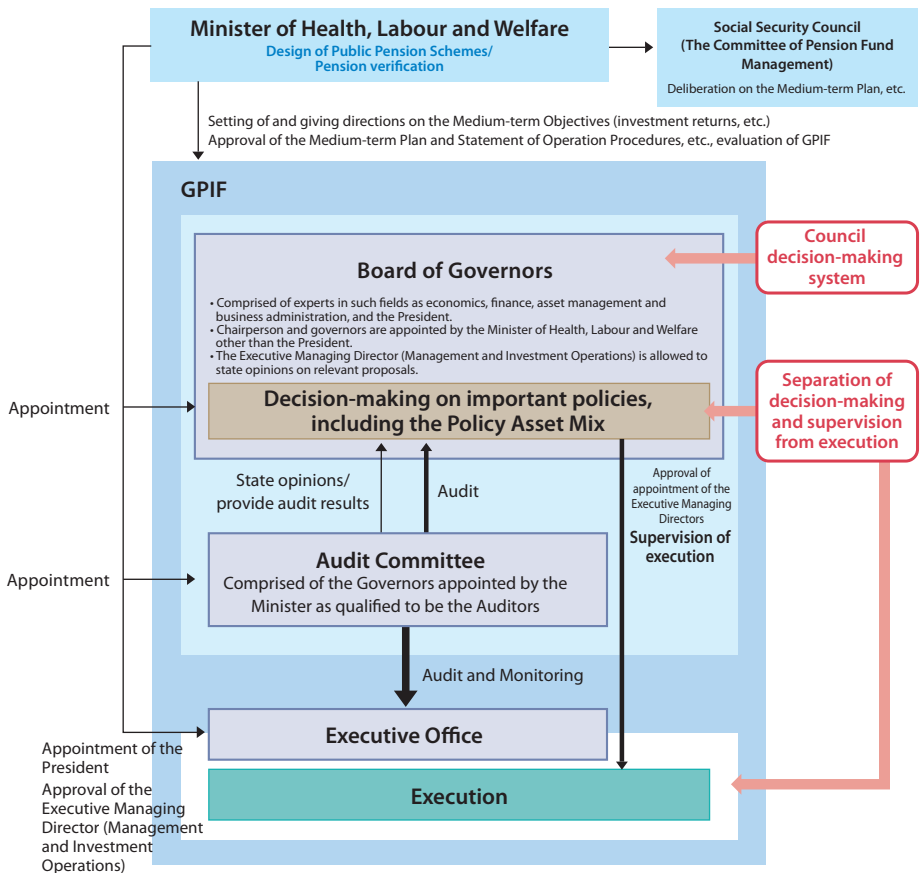 Minister of Health, Labour and Welfare
Design of Public Pension Schemes/
Pension verification
Social Security Council
(The Committee of Pension Fund
Management)
Deliberation on the Medium-term Plan, etc.
Setting of and giving directions on the Medium-term Objectives (investment returns, etc.)
Approval of the Medium-term Plan and Statement of Operation Procedures, etc., evaluation of GPIF
GPIF
Board of Governors
• Comprised of experts in such fields as economics, finance, asset management and
business administration, and the President.
• Chairperson and governors are appointed by the Minister of Health, Labour and Welfare
other than the President.
• The Executive Managing Director (Management and Investment Operations) is allowed to
state opinions on relevant proposals.
Council
decision-making
system
Appointment
Decision-making on important policies,
including the Policy Asset Mix
Separation of
decision-making
and supervision
from execution
State opinions/
provide audit results
Audit
Approval of
appointment of the
Executive Managing
Directors
Supervision of
execution
Appointment
Audit Committee
Comprised of the Governors appointed by the
Minister as qualified to be the Auditors
Audit and Monitoring
Executive Office
Appointment of the
President
Approval of the
Executive Managing
Director (Management
and Investment
Operations)
Execution